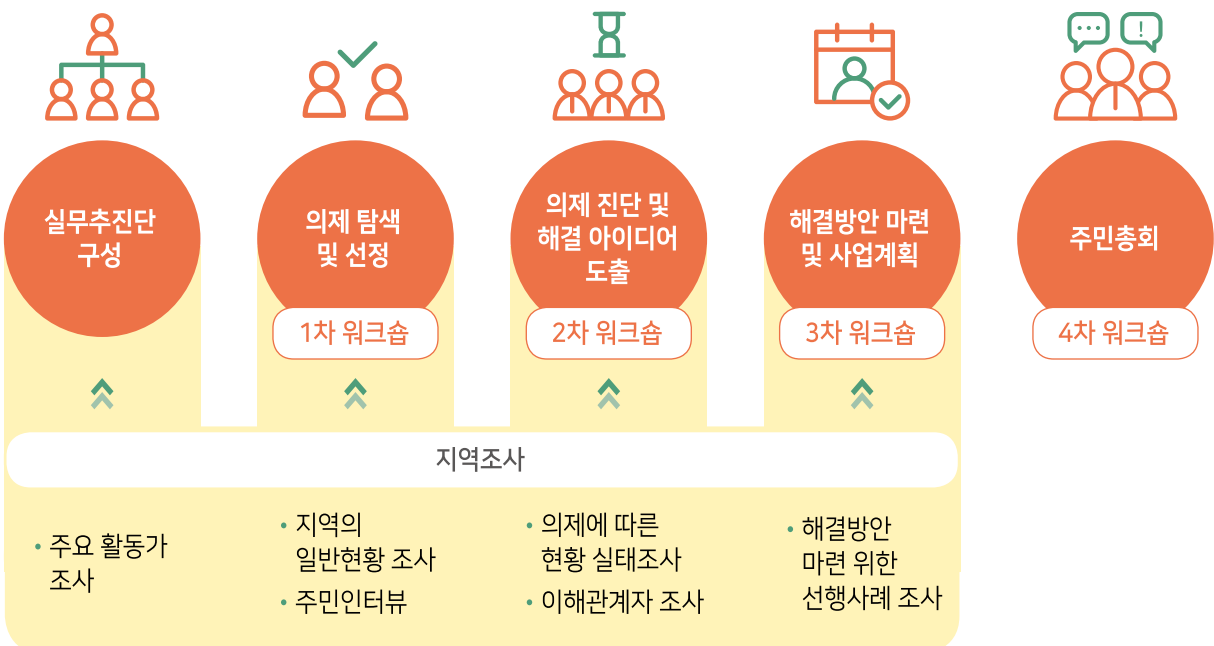 실무추진단
구성
의제 탐색
및 선정
1차 워크숍
의제 진단 및
해결 아이디어
도출
2차 워크숍
해결방안 마련
및 사업계획
3차 워크숍
주민총회
4차 워크숍
지역조사
• 주요 활동가
조사
• 지역의
일반현황 조사
• 주민인터뷰
• 의제에 따른
현황 실태조사
• 이해관계자 조사
• 해결방안
마련 위한
선행사례 조사